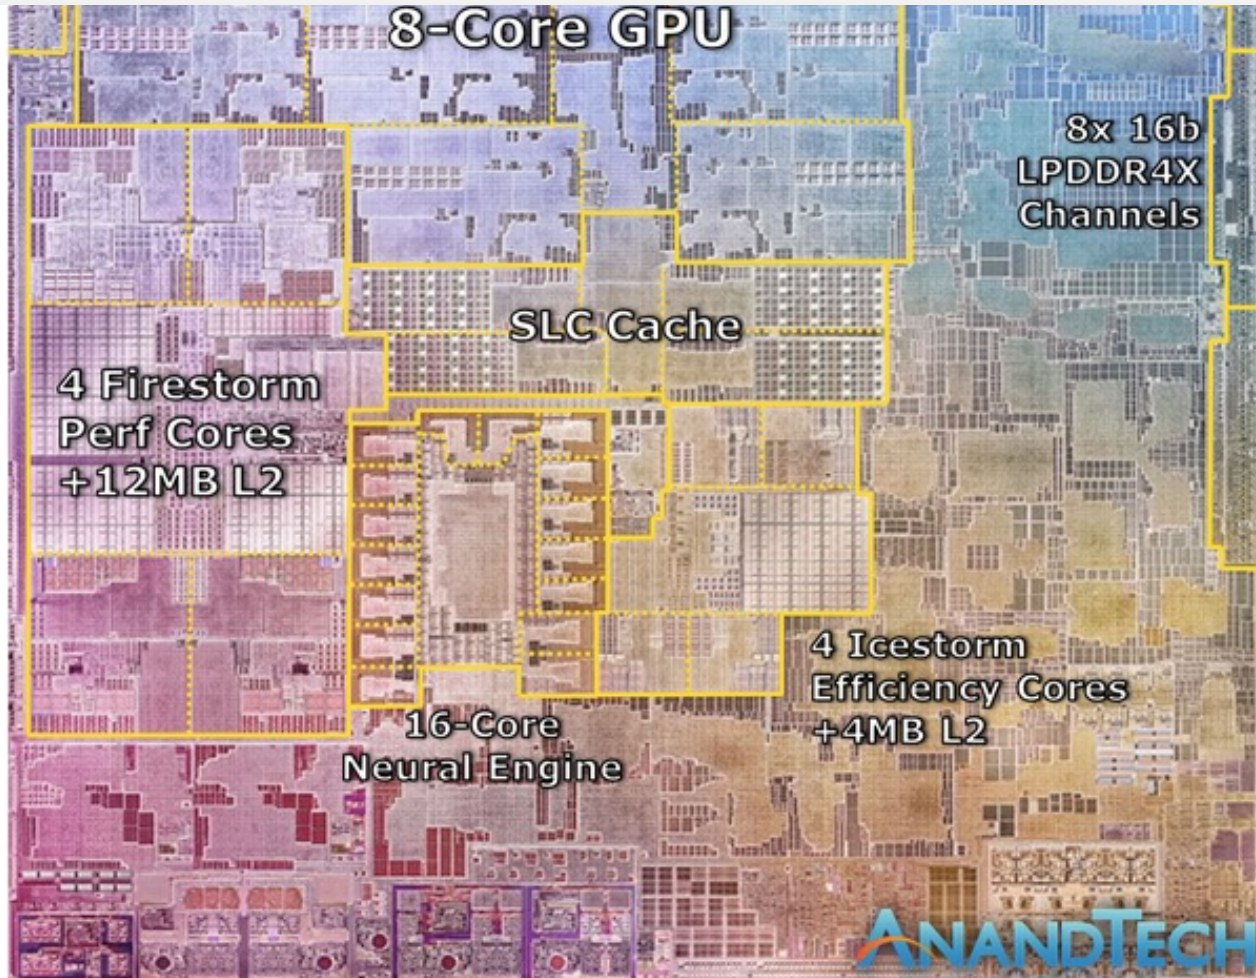 8-Core GPU
8x 16b
LPDDR4X
Channels
SLC Cache
4 Firestorm
Perf Cores
+12MB L2
4 Icestorm
Efficiency Cores
+4MB L2
16-Core
Neural Engine
ANANDTECH